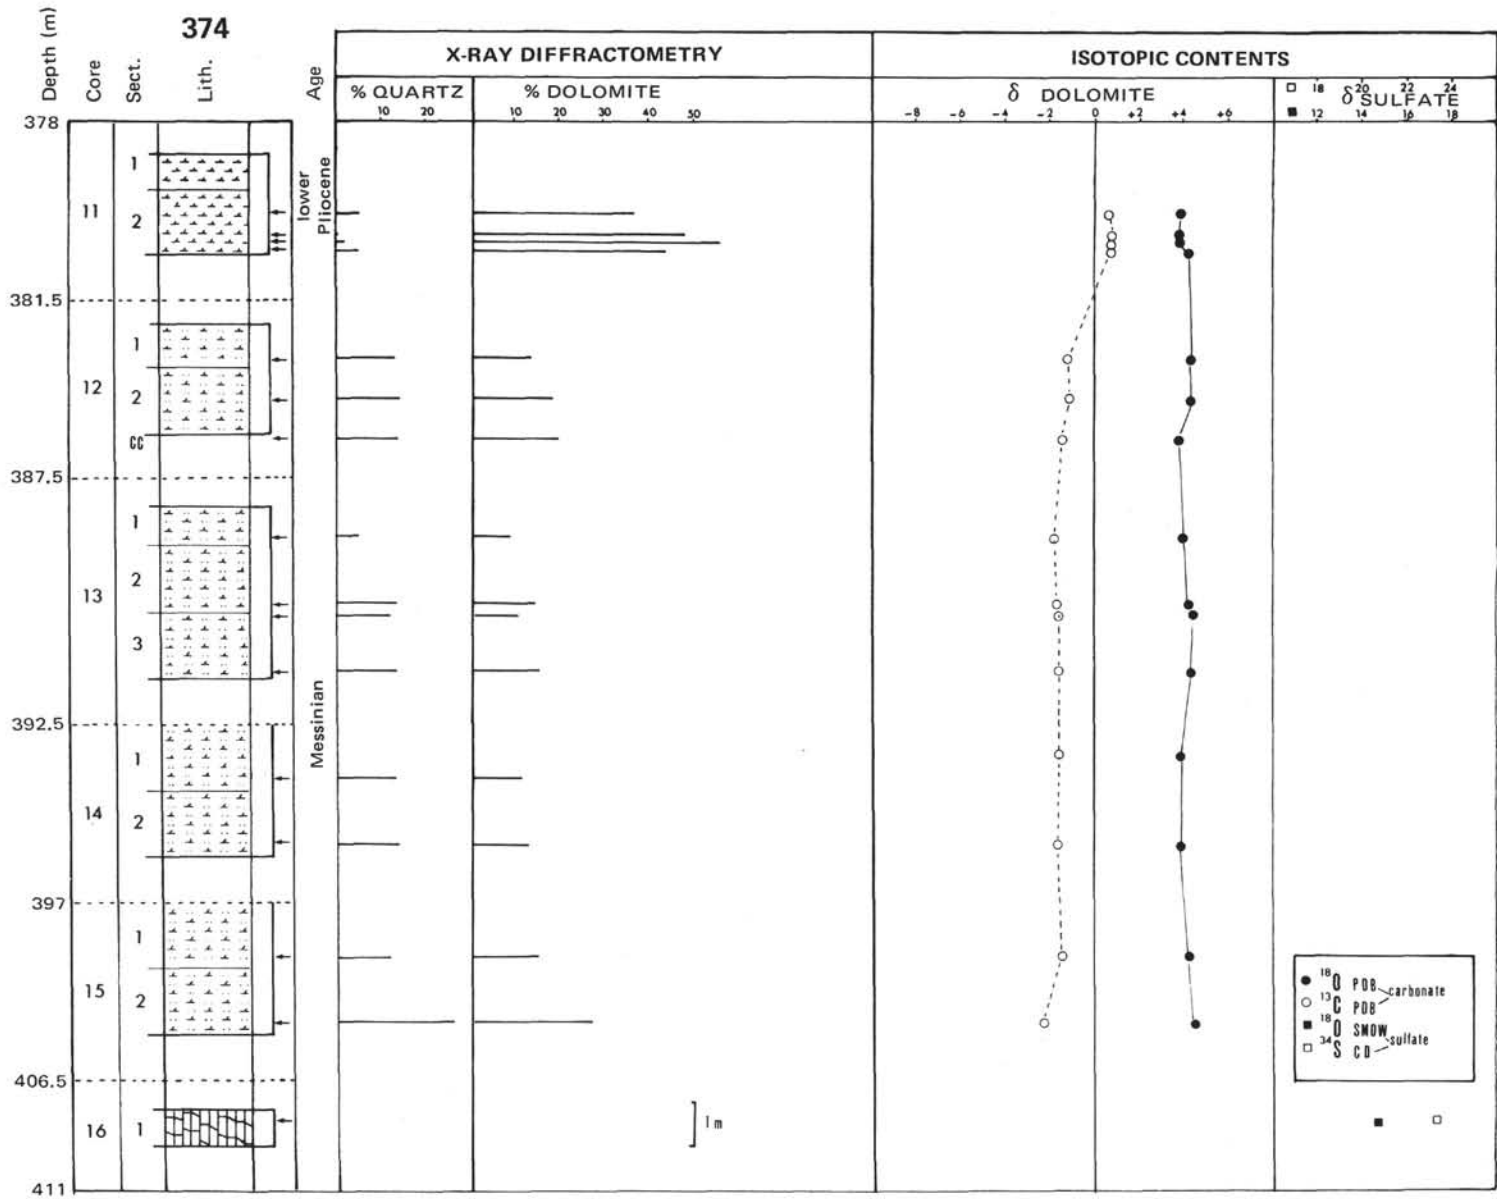 374
Depth (m)
Core
Sect.
Lith.
Age
X-RAY DIFFRACTOMETRY
ISOTOPIC CONTENTS
% QUARTZ
% DOLOMITE
δ DOLOMITE
δ SULFATE
10 20
10 20 30 40 50
-8 -6 -4 -2 0 +2 +4 +6
□ 18 20 22 24
■ 12 14 16 18
378
lower Pliocene
11
1
2
381.5
12
1
2
CC
387.5
13
1
2
3
392.5
Messinian
14
1
2
397
15
1
2
406.5
16
1
411
1 m
● 18O PDB
○ 13C PDB
carbonate
■ 18O SMOW
□ 34S CD
sulfate